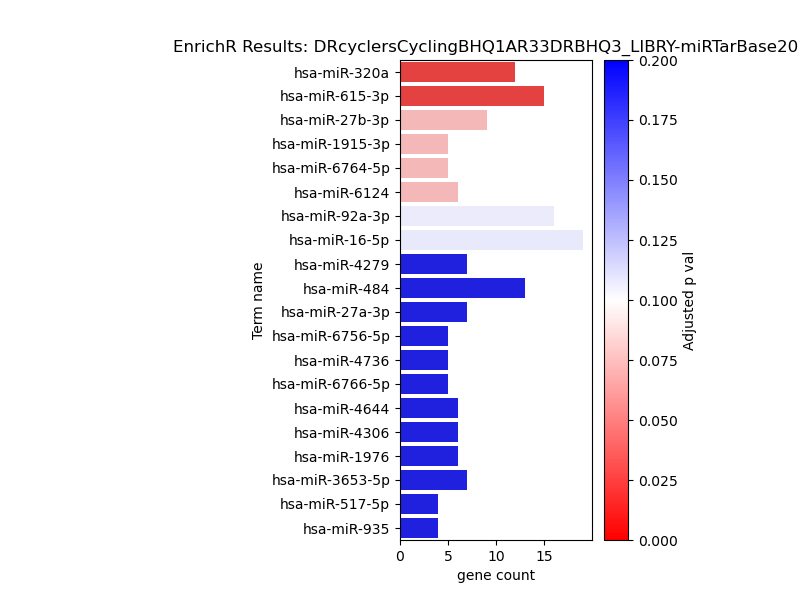 EnrichR Results: DRcyclersCyclingBHQ1AR33DRBHQ3_LIBRY-miRTarBase20
hsa-miR-320a
hsa-miR-615-3p
hsa-miR-27b-3p
hsa-miR-1915-3p
hsa-miR-6764-5p
hsa-miR-6124
hsa-miR-92a-3p
hsa-miR-16-5p
hsa-miR-4279
hsa-miR-484
hsa-miR-27a-3p
hsa-miR-6756-5p
hsa-miR-4736
hsa-miR-6766-5p
hsa-miR-4644
hsa-miR-4306
hsa-miR-1976
hsa-miR-3653-5p
hsa-miR-517-5p
hsa-miR-935
Term name
0 5 10 15
gene count
0.200
0.175
0.150
0.125
0.100
0.075
0.050
0.025
0.000
Adjusted p val